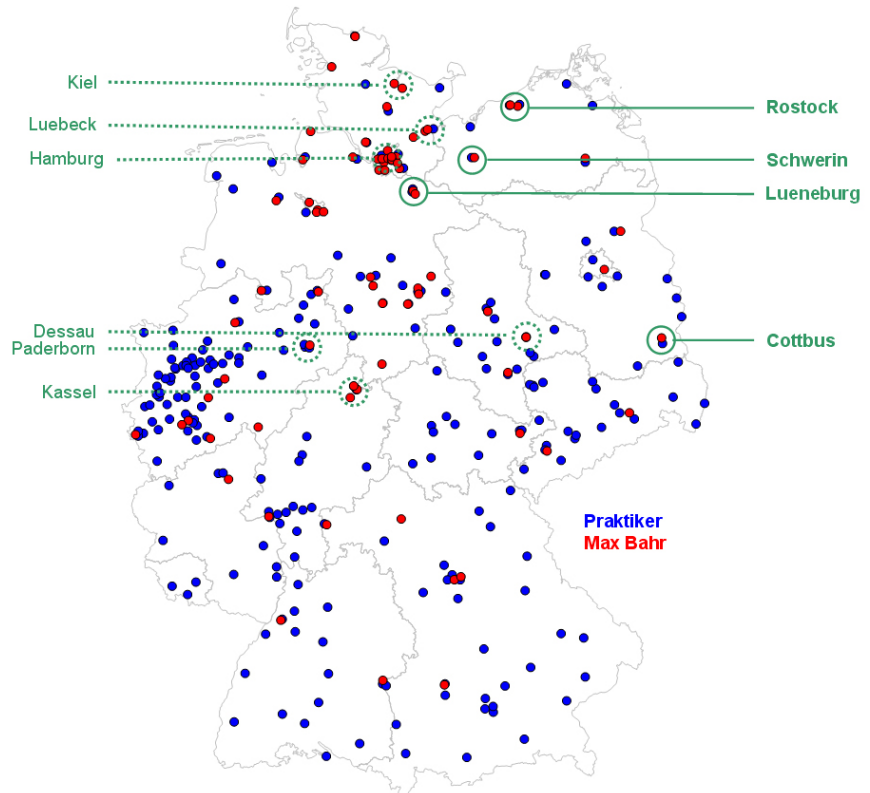 Kiel
Luebeck
Hamburg
Rostock
Schwerin
Lueneburg
Dessau
Paderborn
Kassel
Cottbus
Praktiker
Max Bahr